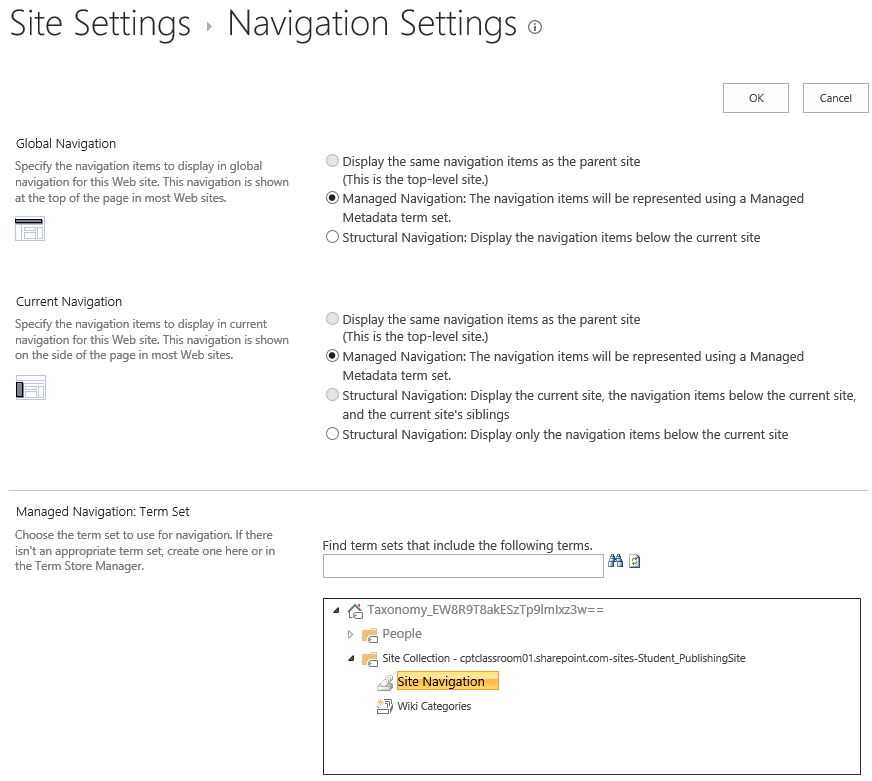 Site Settings › Navigation Settings
OK
Cancel
Global Navigation
Specify the navigation items to display in global
navigation for this Web site. This navigation is shown
at the top of the page in most Web sites.
Display the same navigation items as the parent site
(This is the top-level site.)
Managed Navigation: The navigation items will be represented using a Managed
Metadata term set.
Structural Navigation: Display the navigation items below the current site
Current Navigation
Specify the navigation items to display in current
navigation for this Web site. This navigation is shown
on the side of the page in most Web sites.
Display the same navigation items as the parent site
(This is the top-level site.)
Managed Navigation: The navigation items will be represented using a Managed
Metadata term set.
Structural Navigation: Display the current site, the navigation items below the current site,
and the current site's siblings
Structural Navigation: Display only the navigation items below the current site
Managed Navigation: Term Set
Choose the term set to use for navigation. If there
isn't an appropriate term set, create one here or in
the Term Store Manager.
Find term sets that include the following terms.
Taxonomy_EW8R9T8akESzTp9lmIxz3w==
People
Site Collection - cptclassroom01.sharepoint.com-sites-Student_PublishingSite
Site Navigation
Wiki Categories